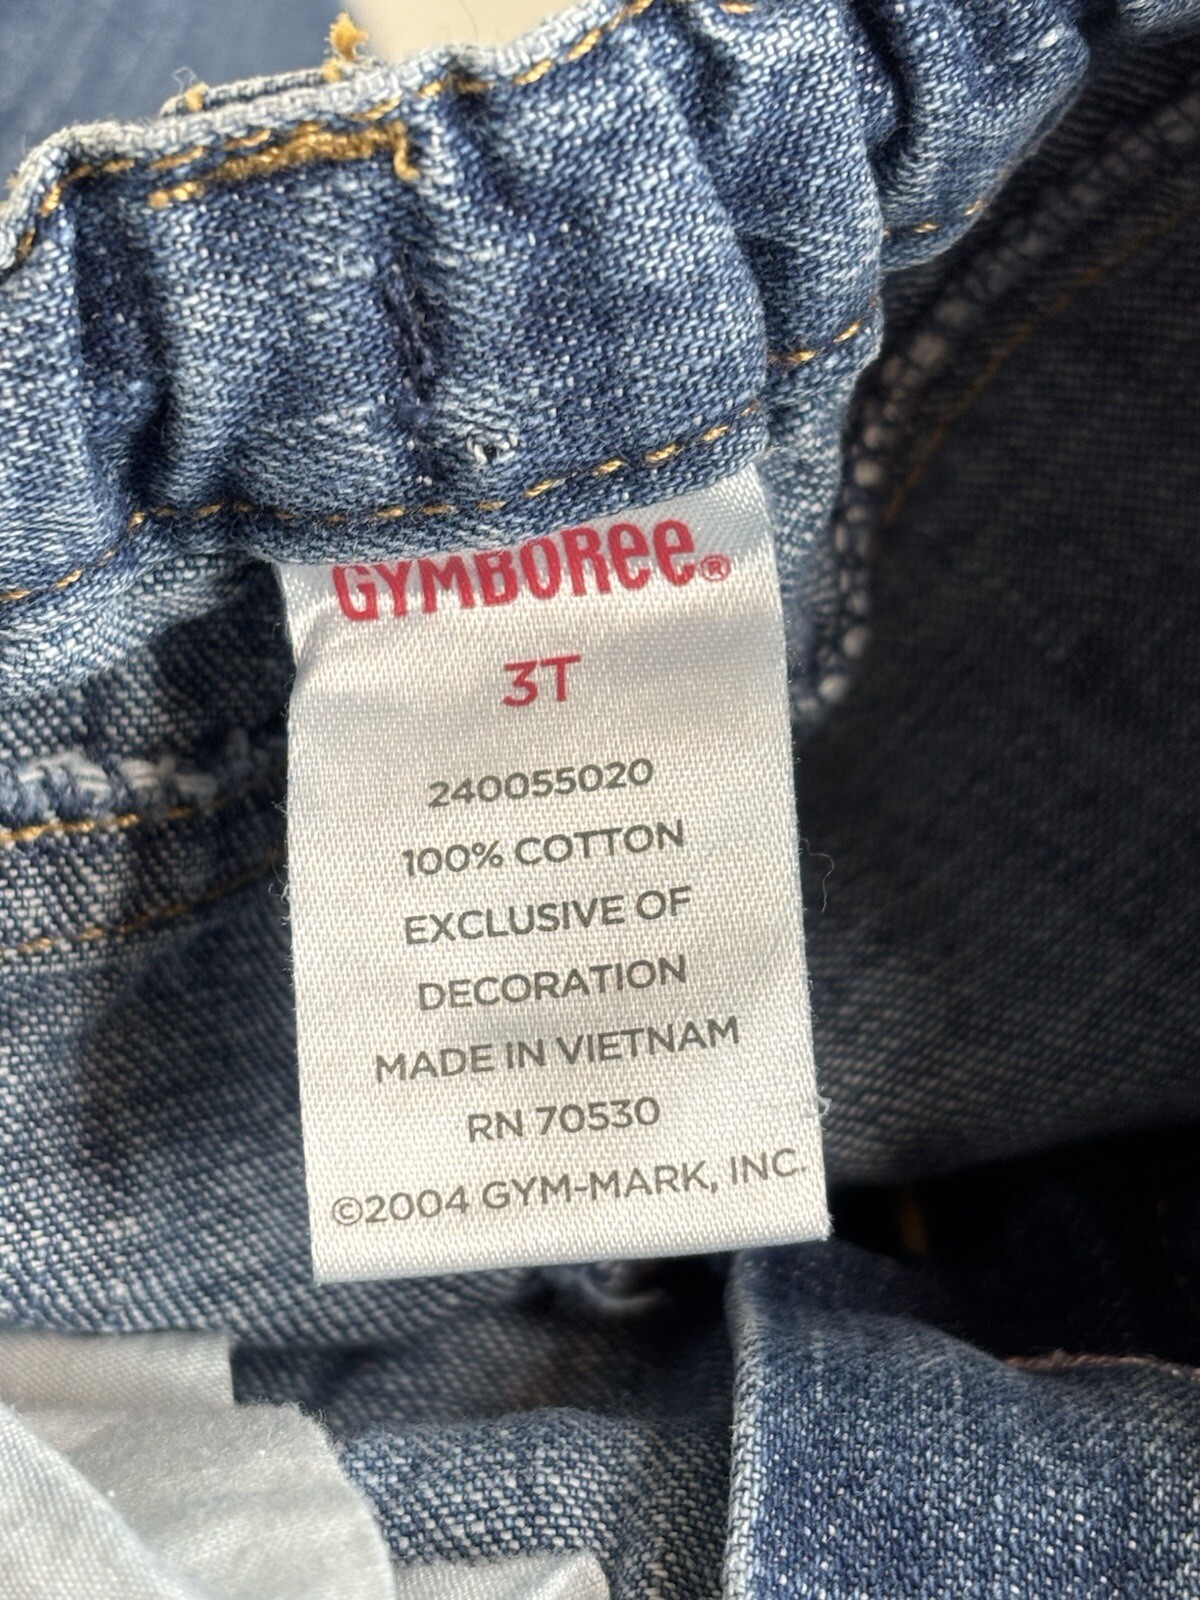 GYMBOREE®
3T
240055020
100% COTTON
EXCLUSIVE OF
DECORATION
MADE IN VIETNAM
RN 70530
©2004 GYM-MARK, INC.